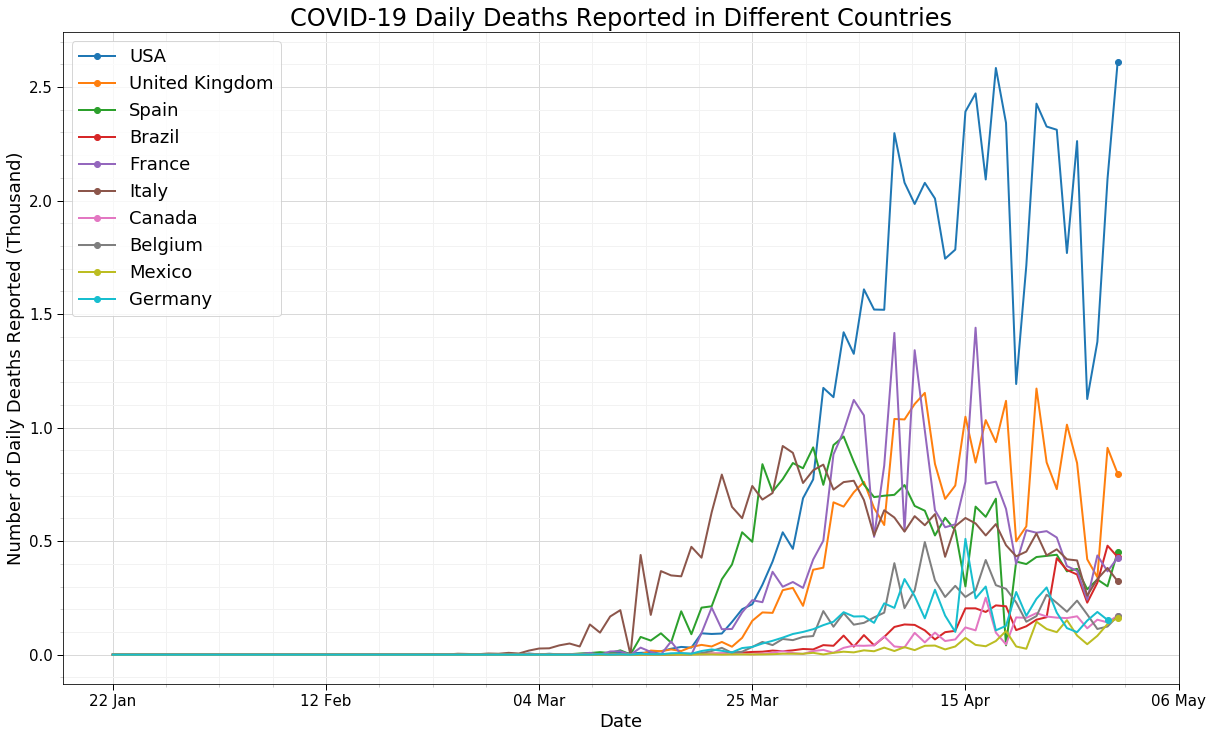 COVID-19 Daily Deaths Reported in Different Countries
USA
United Kingdom
Spain
Brazil
France
Italy
Canada
Belgium
Mexico
Germany
Number of Daily Deaths Reported (Thousand)
2.5
2.0
1.5
1.0
0.5
0.0
22 Jan
12 Feb
04 Mar
25 Mar
15 Apr
06 May
Date